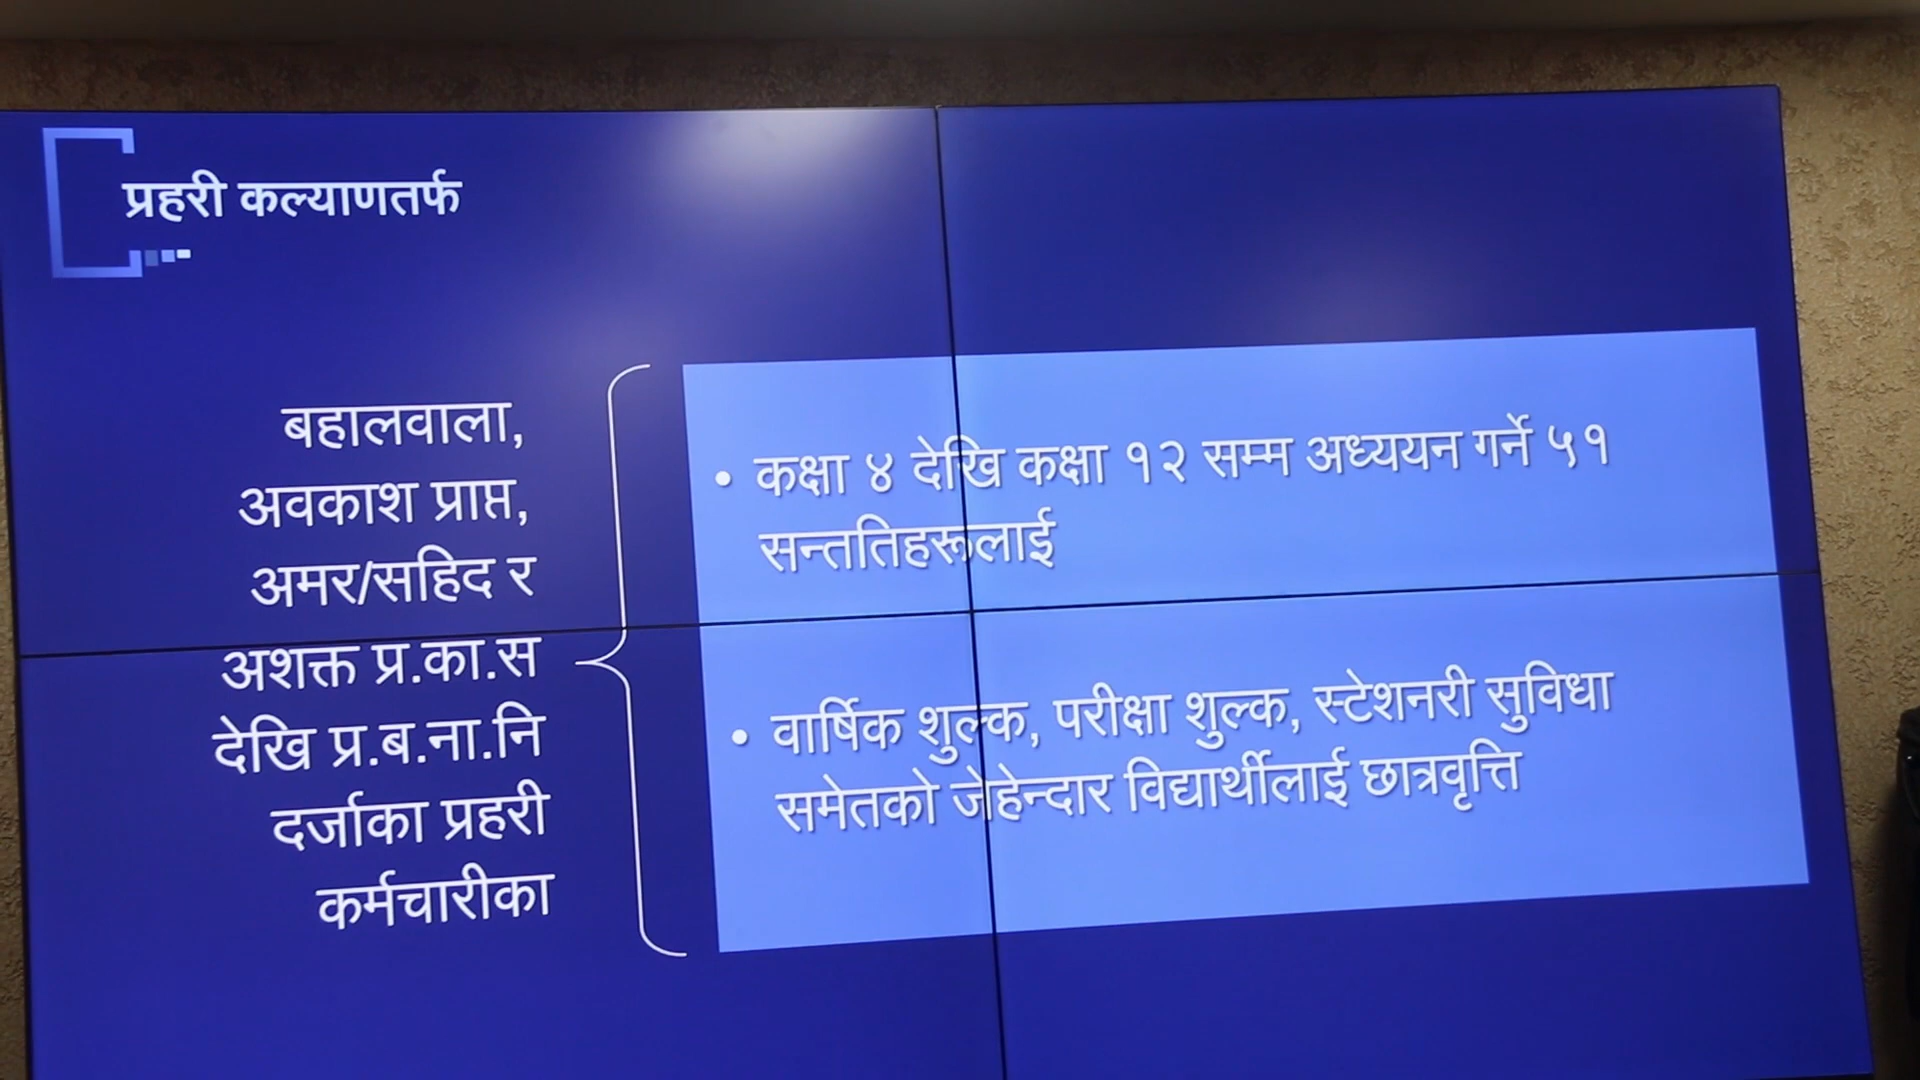 प्रहरी कल्याणतर्फ
बहालवाला,
अवकाश प्राप्त,
अमर/सहिद र
अशक्त प्र.का.स
देखि प्र.ब.ना.नि
दर्जाका प्रहरी
कर्मचारीका
• कक्षा ४ देखि कक्षा १२ सम्म अध्ययन गर्ने ५१
सन्ततिहरूलाई
• वार्षिक शुल्क, परीक्षा शुल्क, स्टेशनरी सुविधा
समेतको जेहेन्दार विद्यार्थीलाई छात्रवृत्ति